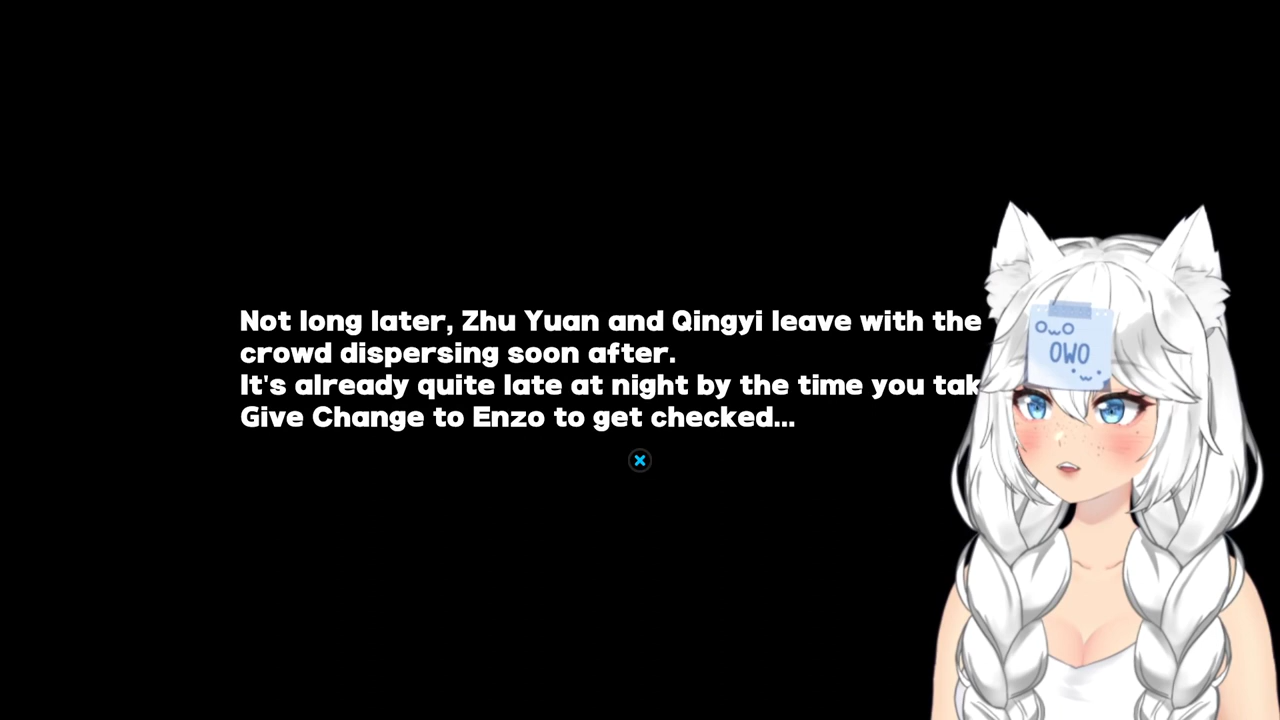 Not long later, Zhu Yuan and Qingyi leave with the
crowd dispersing soon after.
It's already quite late at night by the time you
Give Change to Enzo to get checked...
OwO
OWO